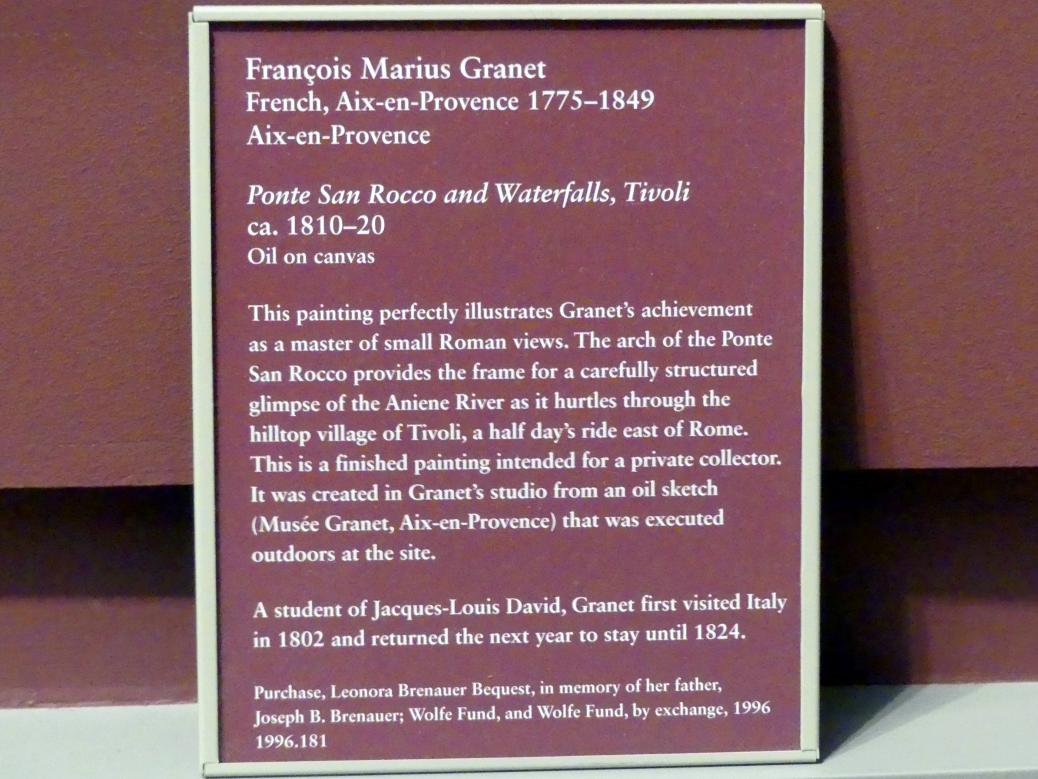 François Marius Granet
French, Aix-en-Provence 1775–1849
Aix-en-Provence
Ponte San Rocco and Waterfalls, Tivoli
ca. 1810–20
Oil on canvas
This painting perfectly illustrates Granet's achievement
as a master of small Roman views. The arch of the Ponte
San Rocco provides the frame for a carefully structured
glimpse of the Aniene River as it hurtles through the
hilltop village of Tivoli, a half day's ride east of Rome.
This is a finished painting intended for a private collector.
It was created in Granet's studio from an oil sketch
(Musée Granet, Aix-en-Provence) that was executed
outdoors at the site.
A student of Jacques-Louis David, Granet first visited Italy
in 1802 and returned the next year to stay until 1824.
Purchase, Leonora Brenauer Bequest, in memory of her father,
Joseph B. Brenauer; Wolfe Fund, and Wolfe Fund, by exchange, 1996
1996.181